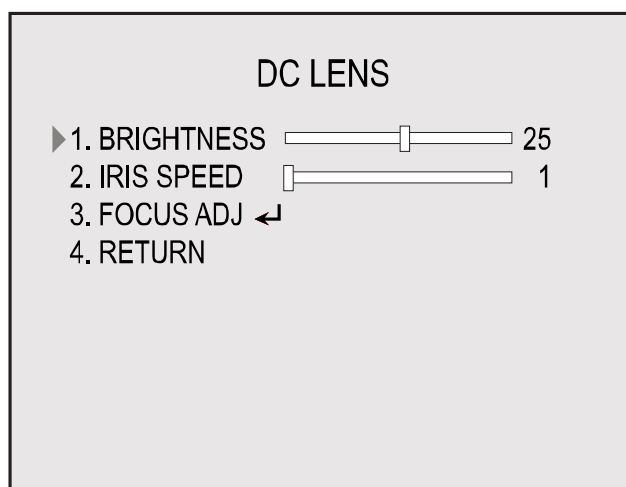 DC LENS
1. BRIGHTNESS 25
2. IRIS SPEED 1
3. FOCUS ADJ ↲
4. RETURN